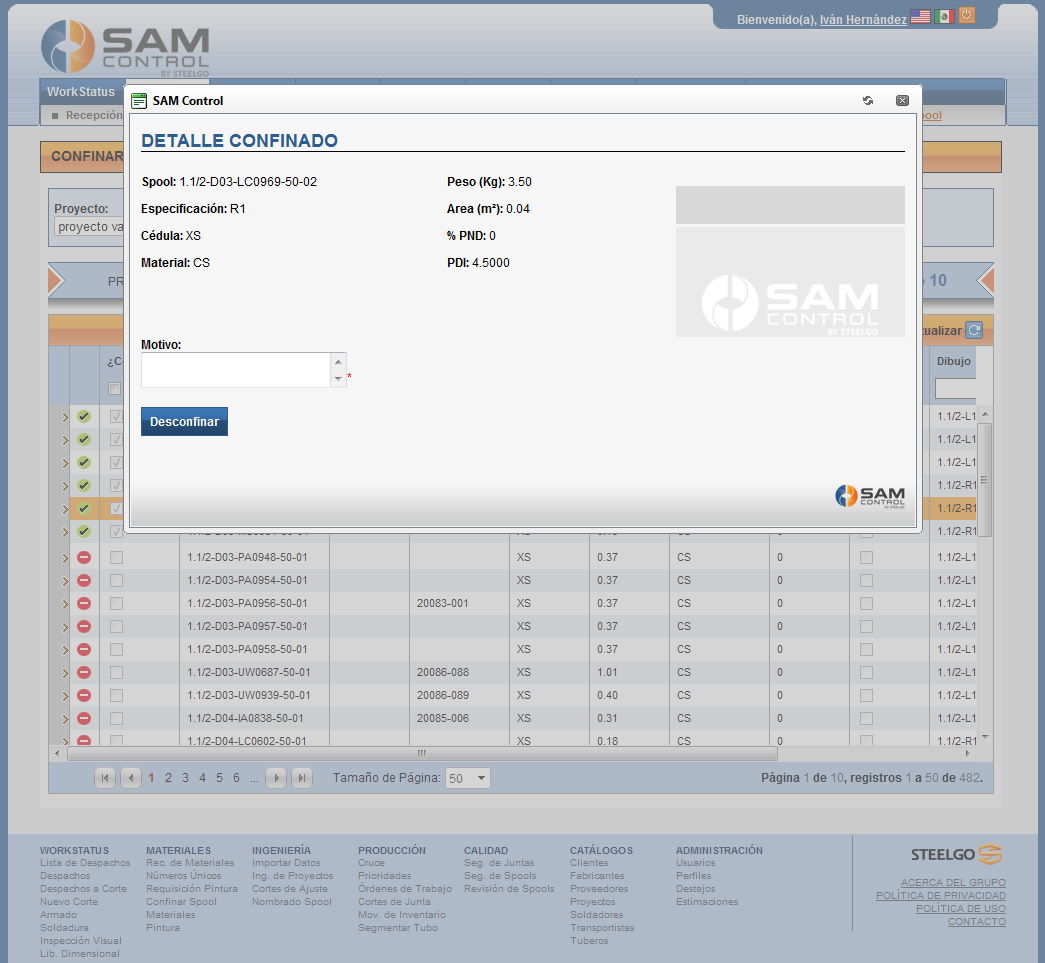 Bienvenido(a), Iván Hernández
SAM
CONTROL
BY STEELGO
WorkStatus
Recepción
SAM Control
DETALLE CONFINADO
Spool: 1.1/2-D03-LC0969-50-02
Peso (Kg): 3.50
Especificación: R1
Area (m²): 0.04
Cédula: XS
% PND: 0
Material: CS
PDI: 4.5000
SAM
CONTROL
BY STEELGO
Motivo:
*
Desconfinar
SAM
CONTROL
BY STEELGO
CONFINAR
Proyecto:
proyecto va
PR
10
ualizar
¿C
Dibujo
1.1/2-L1
1.1/2-L1
1.1/2-L1
1.1/2-R1
1.1/2-R1
1.1/2-R1
1.1/2-D03-PA0948-50-01 XS 0.37 CS 0 1.1/2-L1
1.1/2-D03-PA0954-50-01 XS 0.37 CS 0 1.1/2-L1
1.1/2-D03-PA0956-50-01 20083-001 XS 0.37 CS 0 1.1/2-L1
1.1/2-D03-PA0957-50-01 XS 0.37 CS 0 1.1/2-L1
1.1/2-D03-PA0958-50-01 XS 0.37 CS 0 1.1/2-L1
1.1/2-D03-UW0687-50-01 20086-088 XS 1.01 CS 0 1.1/2-L1
1.1/2-D03-UW0939-50-01 20086-089 XS 0.40 CS 0 1.1/2-L1
1.1/2-D04-IA0838-50-01 20085-006 XS 0.31 CS 0 1.1/2-L1
1.1/2-D04-LC0602-50-01 XS 0.18 CS 0 1.1/2-R1
1 2 3 4 5 6 ... Tamaño de Página: 50 Página 1 de 10, registros 1 a 50 de 482.
WORKSTATUS
Lista de Despachos
Despachos
Despachos a Corte
Nuevo Corte
Armado
Soldadura
Inspección Visual
Lib. Dimensional
MATERIALES
Rec. de Materiales
Números Únicos
Requisición Pintura
Confinar Spool
Materiales
Pintura
INGENIERÍA
Importar Datos
Ing. de Proyectos
Cortes de Ajuste
Nombrado Spool
PRODUCCIÓN
Cruce
Prioridades
Órdenes de Trabajo
Cortes de Junta
Mov. de Inventario
Segmentar Tubo
CALIDAD
Seg. de Juntas
Seg. de Spools
Revisión de Spools
CATÁLOGOS
Clientes
Fabricantes
Proveedores
Proyectos
Soldadores
Transportistas
Tuberos
ADMINISTRACIÓN
Usuarios
Perfiles
Destajos
Estimaciones
STEELGO
ACERCA DEL GRUPO
POLÍTICA DE PRIVACIDAD
POLÍTICA DE USO
CONTACTO